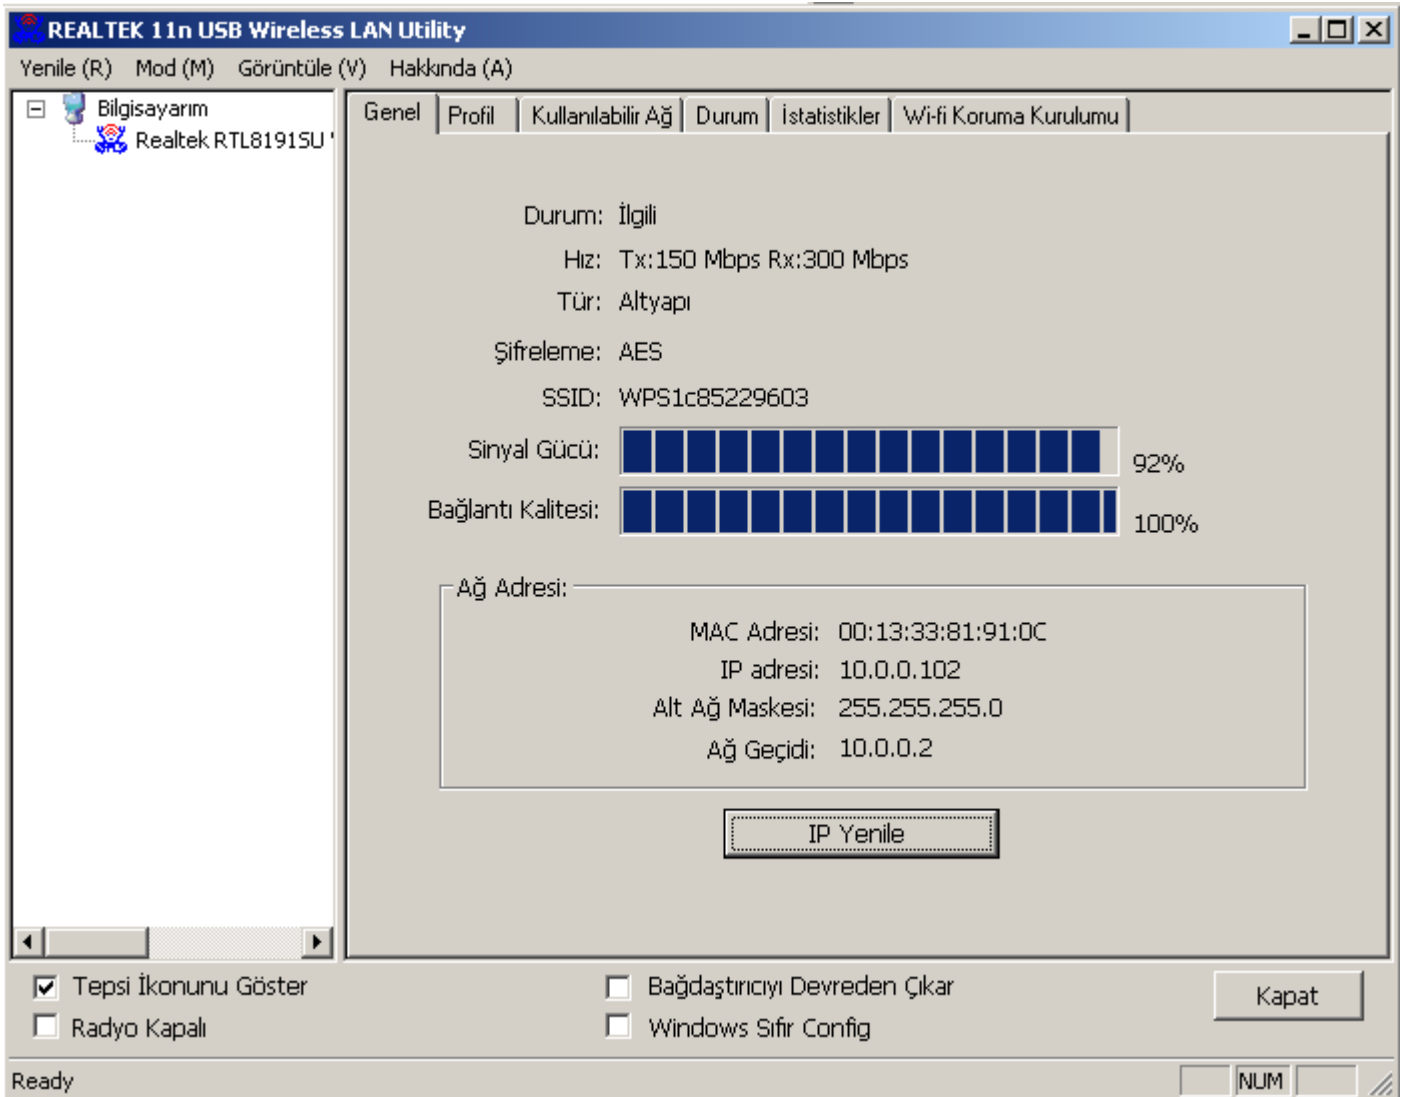 REALTEK 11n USB Wireless LAN Utility
Yenile (R) Mod (M) Görüntüle (V) Hakkında (A)
Bilgisayarım
Realtek RTL8191SU
Genel Profil Kullanılabilir Ağ Durum İstatistikler Wi-fi Koruma Kurulumu
Durum: İlgili
Hız: Tx:150 Mbps Rx:300 Mbps
Tür: Altyapı
Şifreleme: AES
SSID: WPS1c85229603
Sinyal Gücü: 92%
Bağlantı Kalitesi: 100%
Ağ Adresi:
MAC Adresi: 00:13:33:81:91:0C
IP adresi: 10.0.0.102
Alt Ağ Maskesi: 255.255.255.0
Ağ Geçidi: 10.0.0.2
IP Yenile
Tepsi İkonunu Göster Bağdaştırıcıyı Devreden Çıkar Kapat
Radyo Kapalı Windows Sıfır Config
Ready NUM